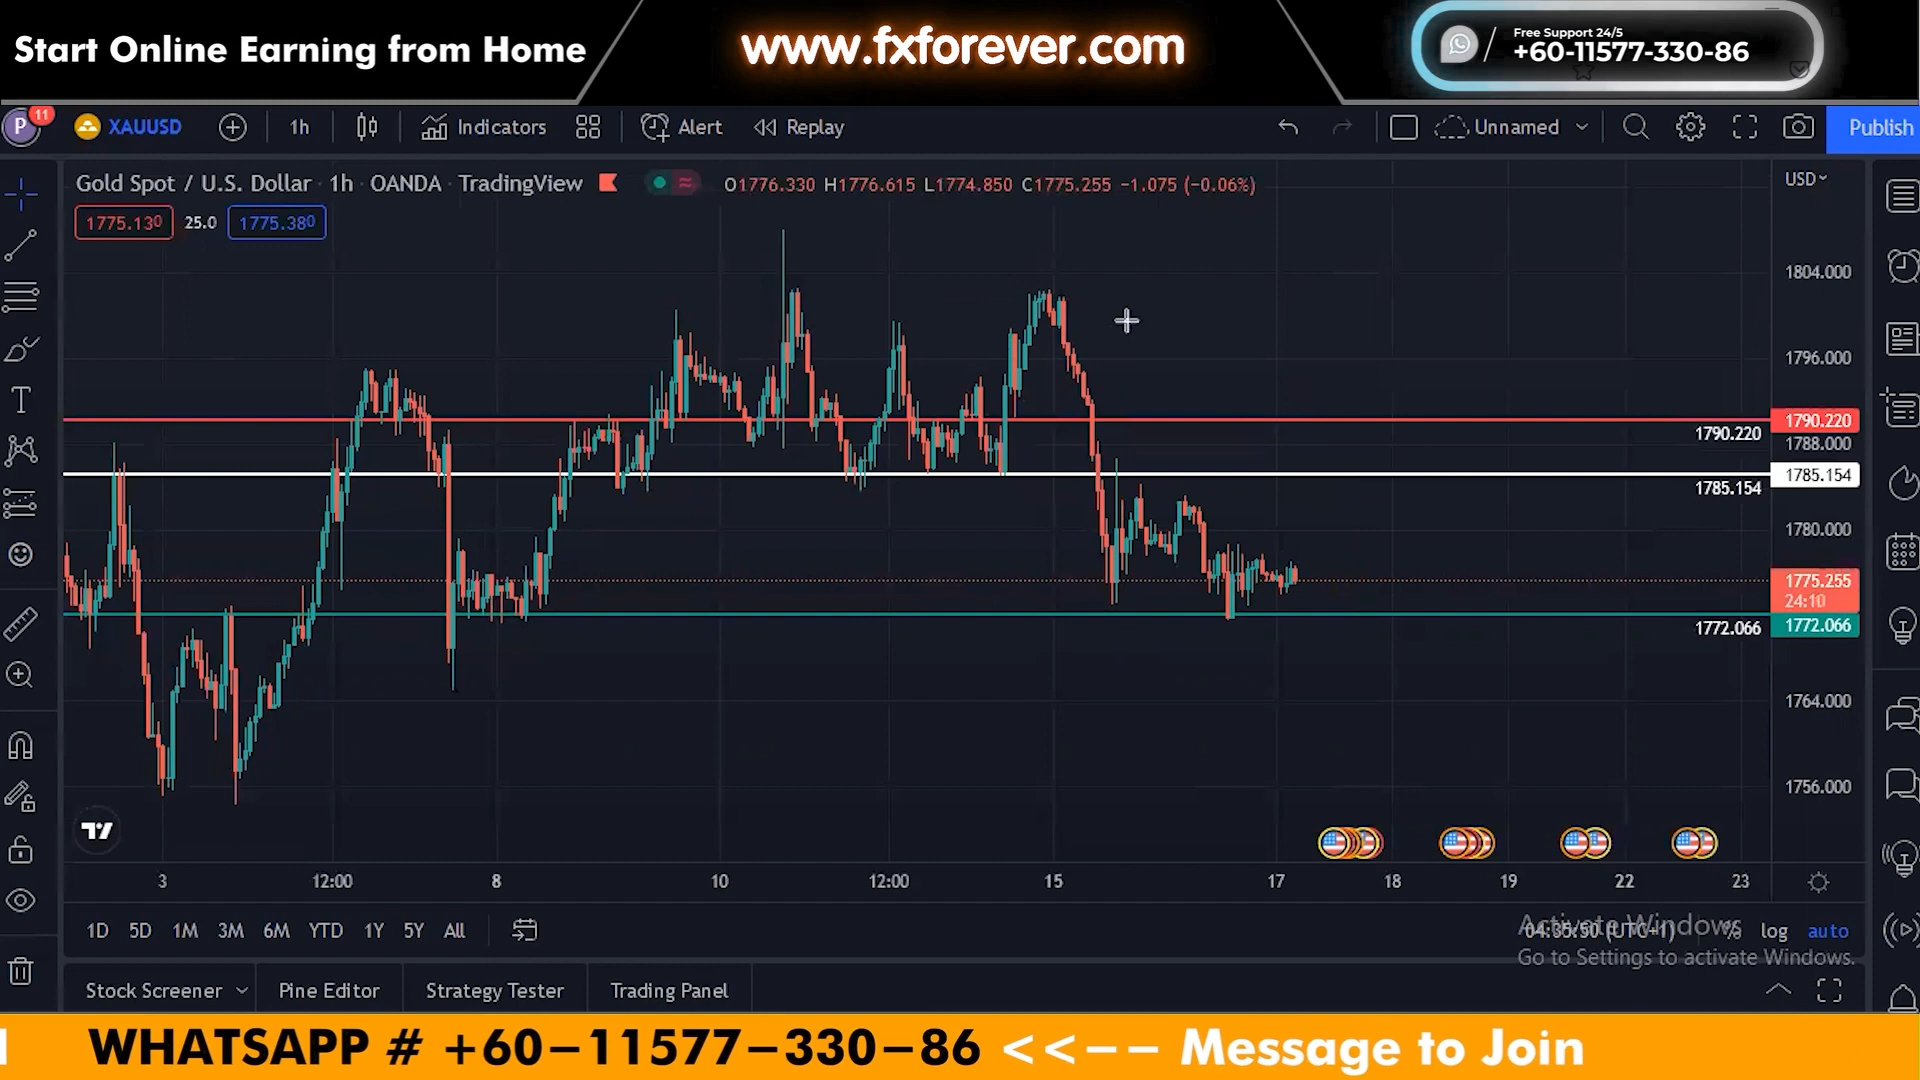 Start Online Earning from Home
www.fxforever.com
Free Support 24/5
+60-11577-330-86
P
11
XAUUSD
1h
Indicators
Alert
Replay
Unnamed
Publish
Gold Spot / U.S. Dollar · 1h · OANDA · TradingView
O1776.330 H1776.615 L1774.850 C1775.255 −1.075 (−0.06%)
USD
1775.130
25.0
1775.380
1804.000
1796.000
1790.220
1790.220
1788.000
1785.154
1785.154
1780.000
1775.255
24:10
1772.066
1772.066
1764.000
1756.000
3
12:00
8
10
12:00
15
17
18
19
22
23
1D
5D
1M
3M
6M
YTD
1Y
5Y
All
04:35:50 (UTC+1)
%
log
auto
Activate Windows
Go to Settings to activate Windows.
Stock Screener
Pine Editor
Strategy Tester
Trading Panel
WHATSAPP # +60–11577–330–86 <<–– Message to Join